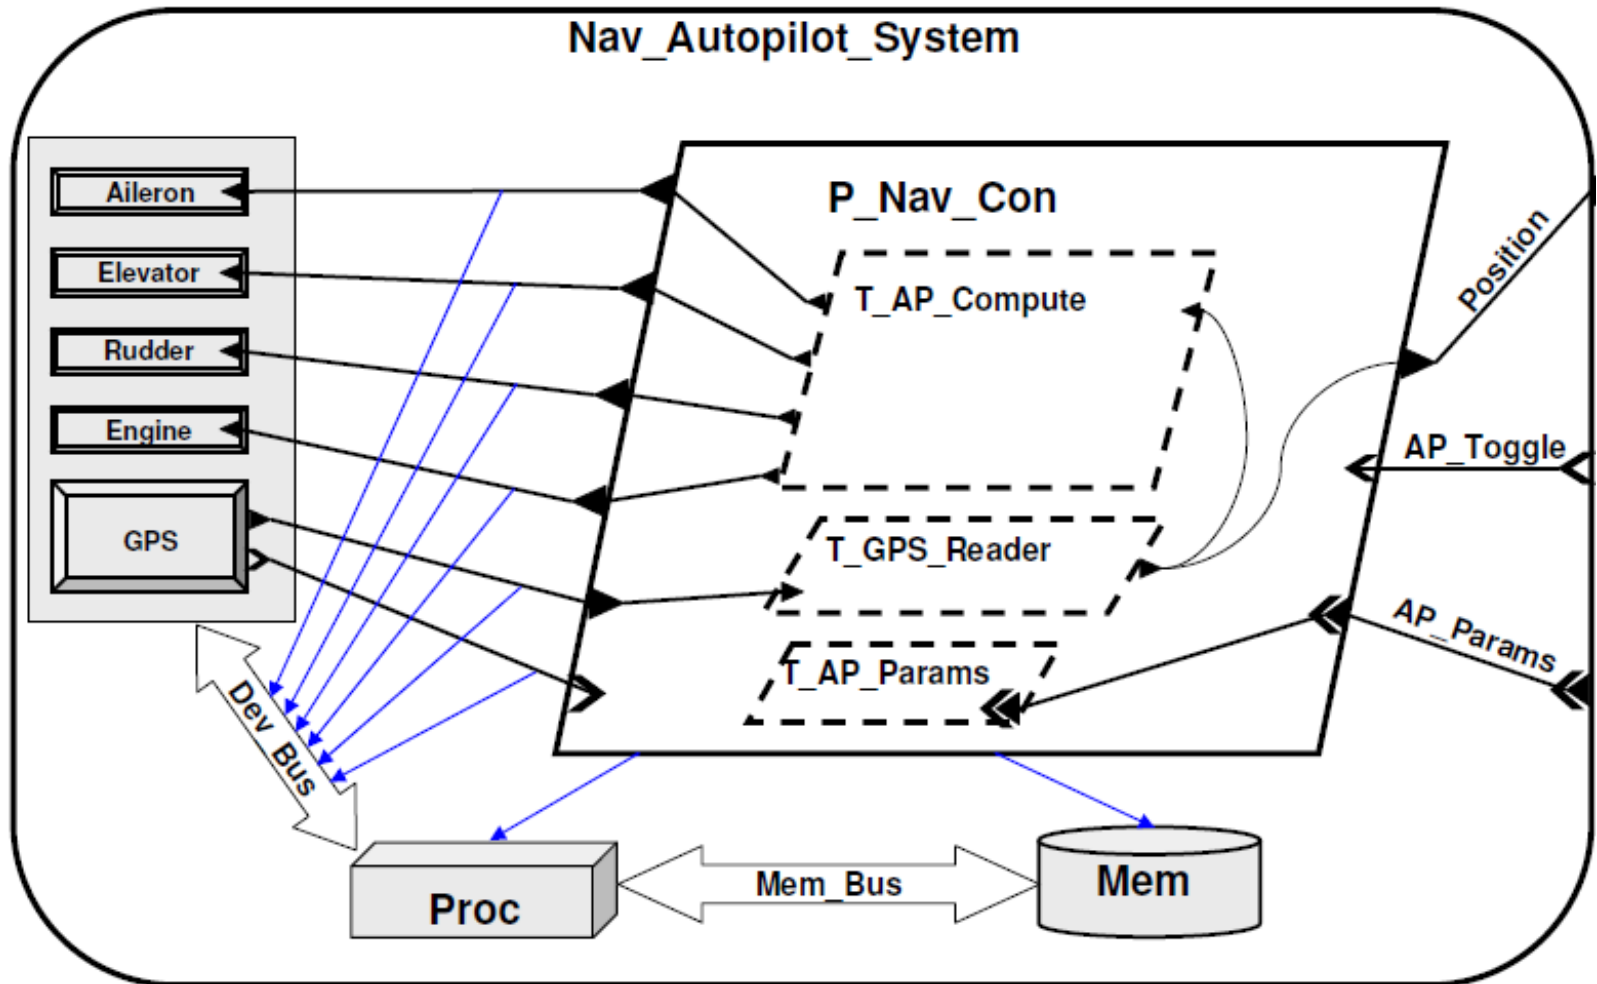 Nav_Autopilot_System
Aileron
Elevator
Rudder
Engine
GPS
P_Nav_Con
T_AP_Compute
T_GPS_Reader
T_AP_Params
Position
AP_Toggle
AP_Params
Dev_Bus
Proc
Mem_Bus
Mem